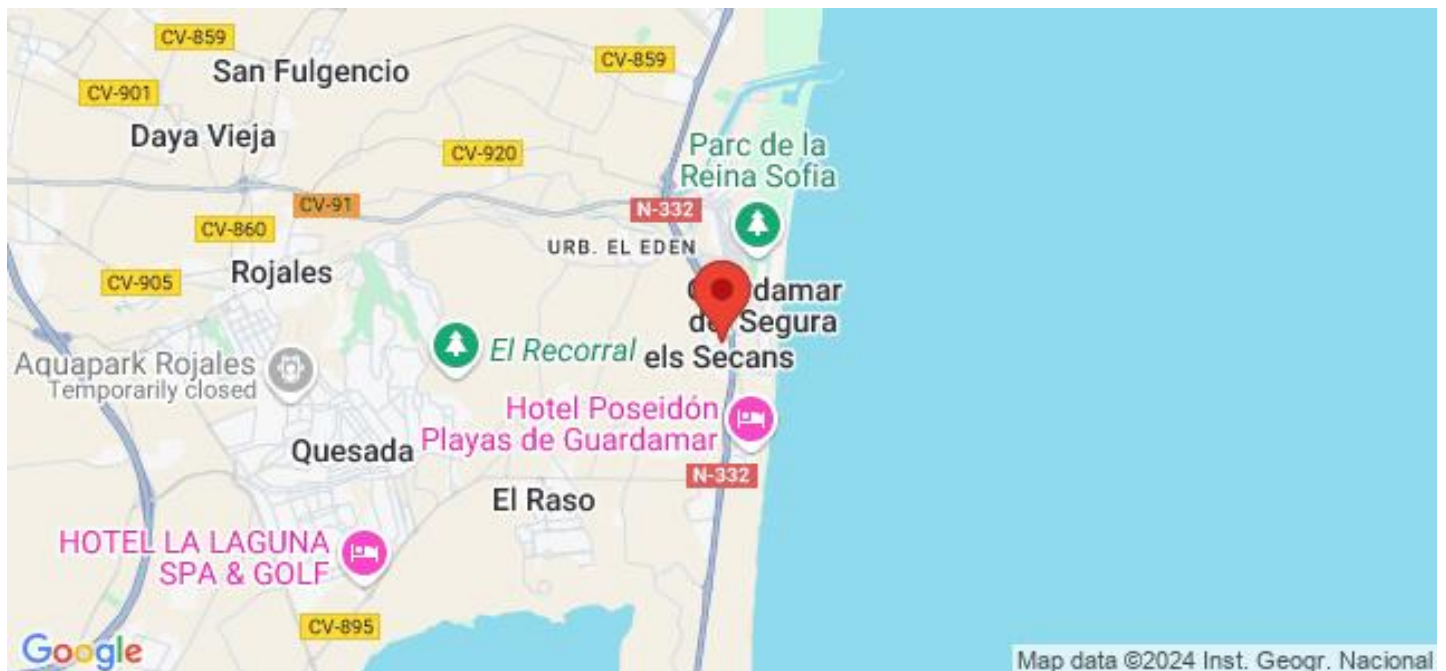 CV-859
San Fulgencio
CV-859
CV-901
Daya Vieja
CV-920
Parc de la
Reina Sofia
CV-91
N-332
CV-860
URB. EL EDEN
Rojales
CV-905
damar
Segura
El Recorral
els Secans
Aquapark Rojales
Temporarily closed
Hotel Poseidón
Playas de Guardamar
Quesada
N-332
El Raso
HOTEL LA LAGUNA
SPA & GOLF
CV-895
Google
Map data ©2024 Inst. Geogr. Nacional